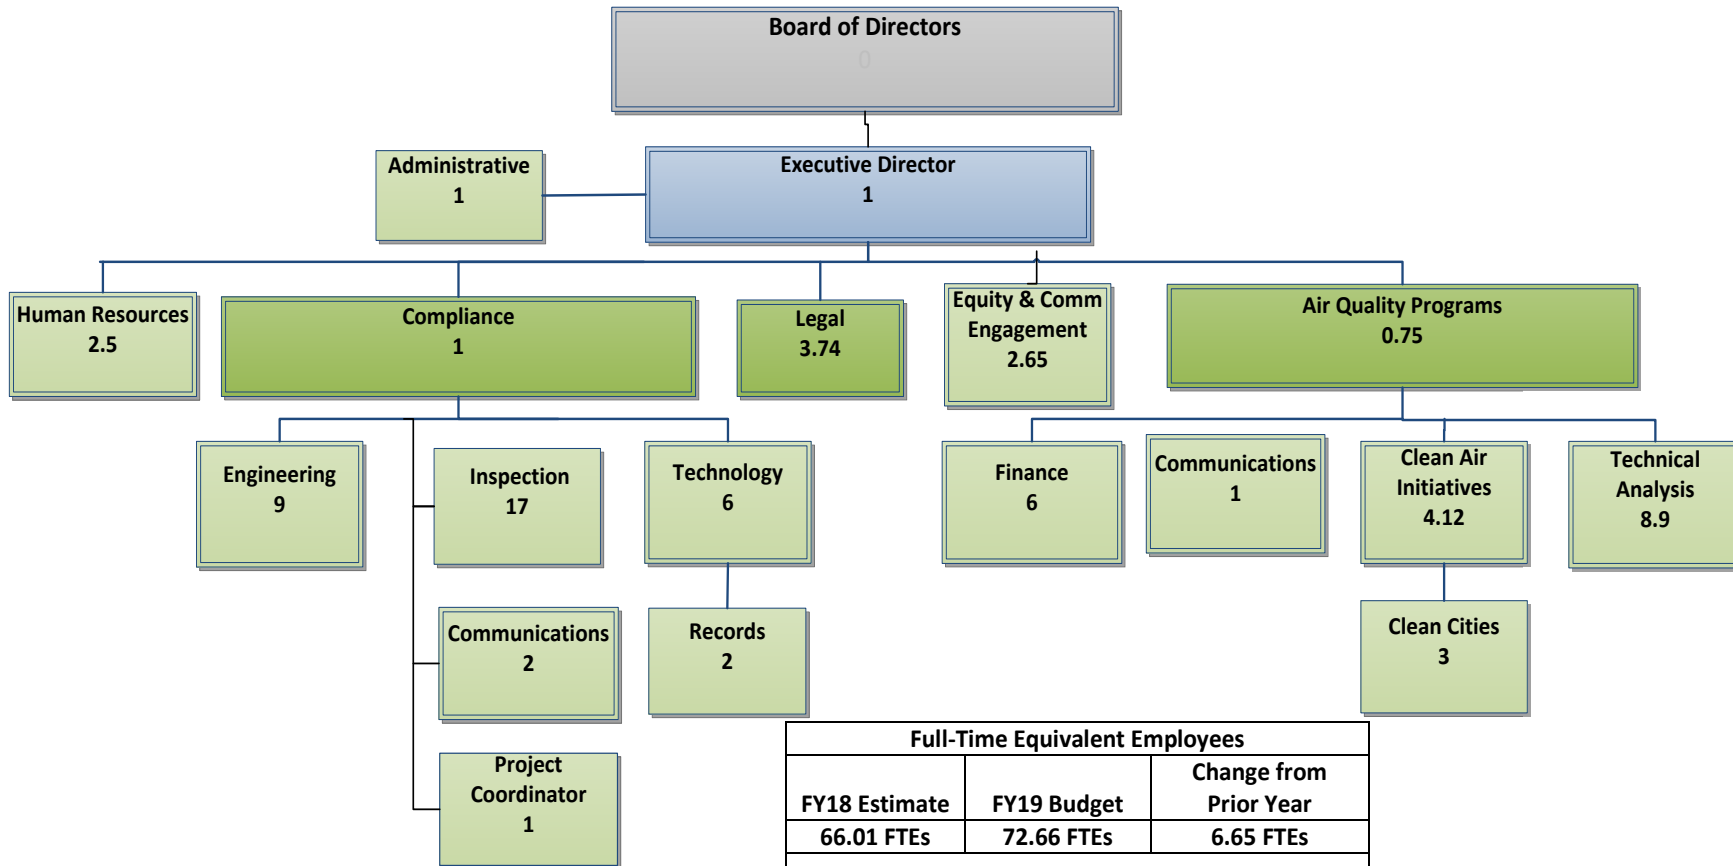 Board of Directors
0
Administrative
1
Executive Director
1
Human Resources
2.5
Compliance
1
Legal
3.74
Equity & Comm
Engagement
2.65
Air Quality Programs
0.75
Engineering
9
Inspection
17
Technology
6
Finance
6
Communications
1
Clean Air
Initiatives
4.12
Technical
Analysis
8.9
Communications
2
Records
2
Clean Cities
3
Project
Coordinator
1
Full-Time Equivalent Employees
FY18 Estimate FY19 Budget Change from
Prior Year
66.01 FTEs 72.66 FTEs 6.65 FTEs